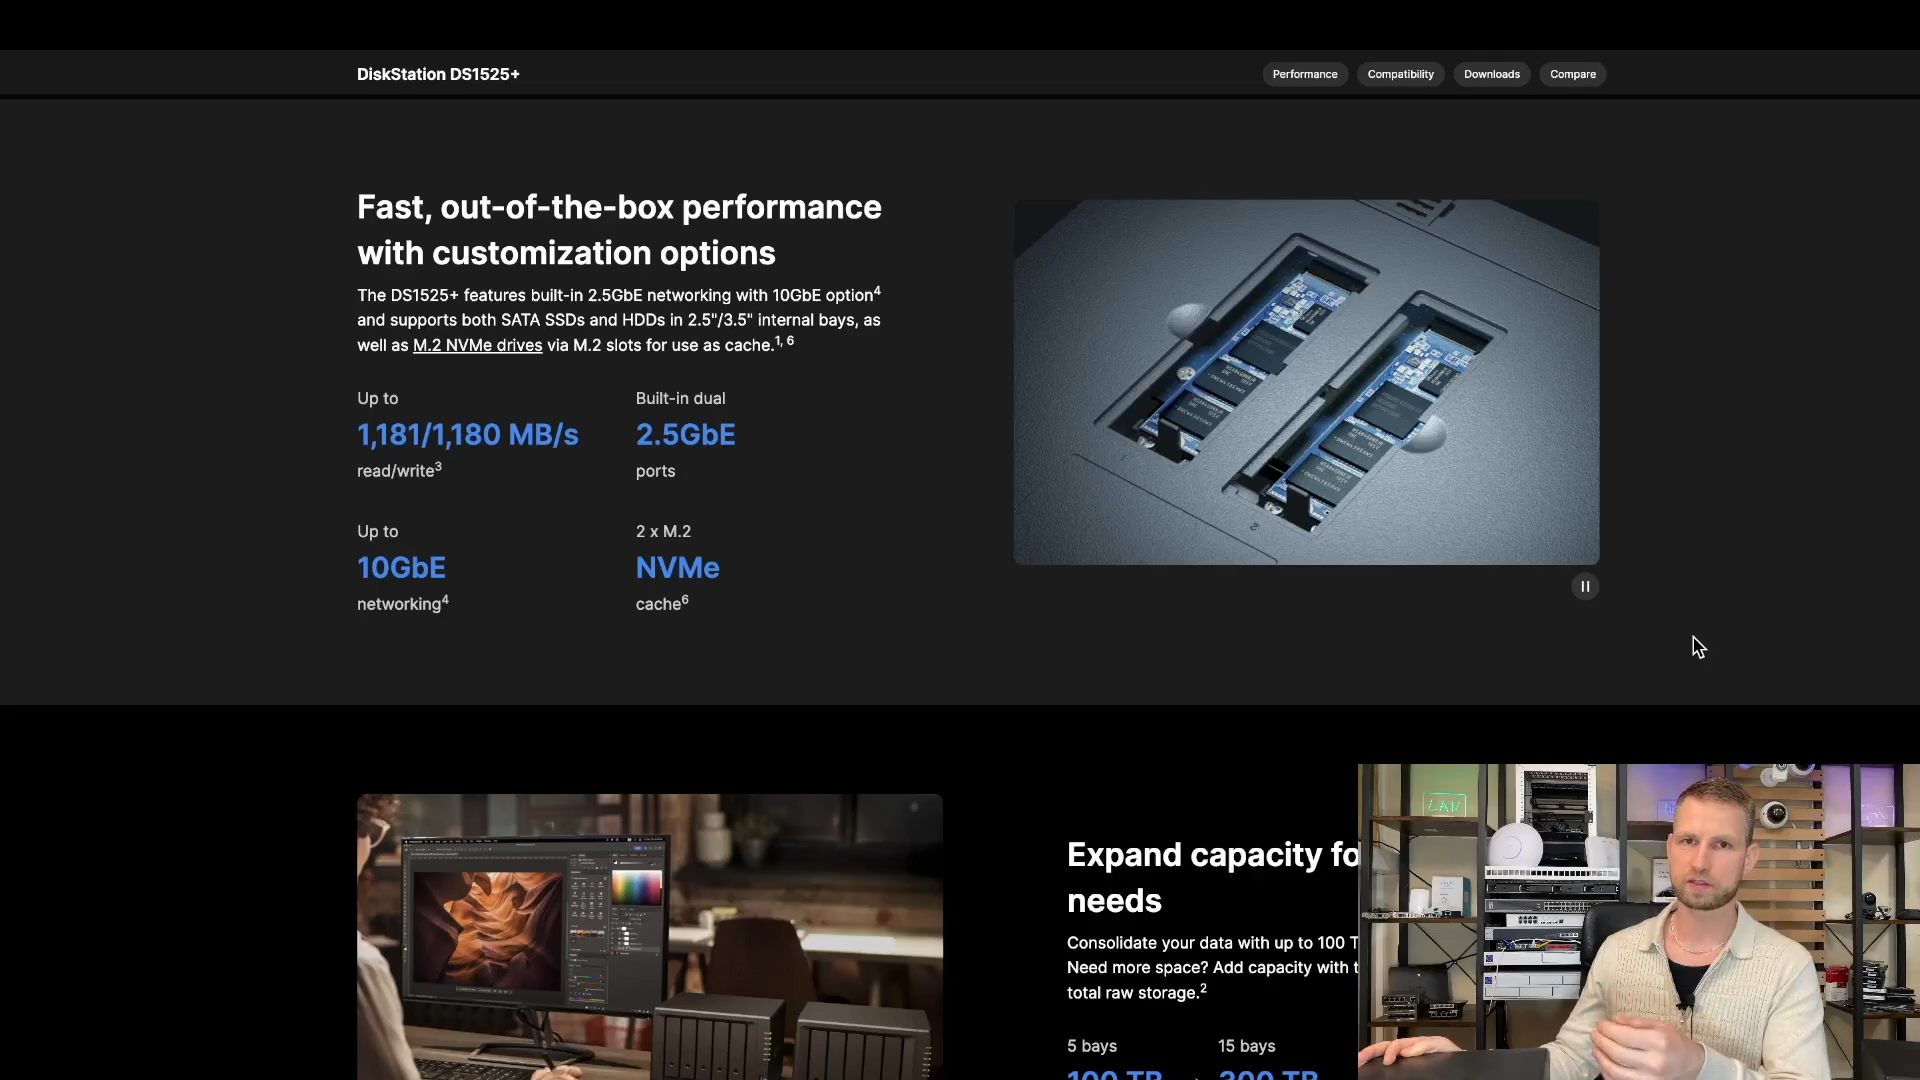 DiskStation DS1525+
Performance
Compatibility
Downloads
Compare
Fast, out-of-the-box performance
with customization options
The DS1525+ features built-in 2.5GbE networking with 10GbE option4
and supports both SATA SSDs and HDDs in 2.5"/3.5" internal bays, as
well as M.2 NVMe drives via M.2 slots for use as cache.1, 6
Up to
1,181/1,180 MB/s
read/write3
Built-in dual
2.5GbE
ports
Up to
10GbE
networking4
2 x M.2
NVMe
cache6
2
Expand capacity fo
needs
Consolidate your data with up to 100 T
Need more space? Add capacity with t
total raw storage.2
5 bays
15 bays
100 TB
300 TB
LAN